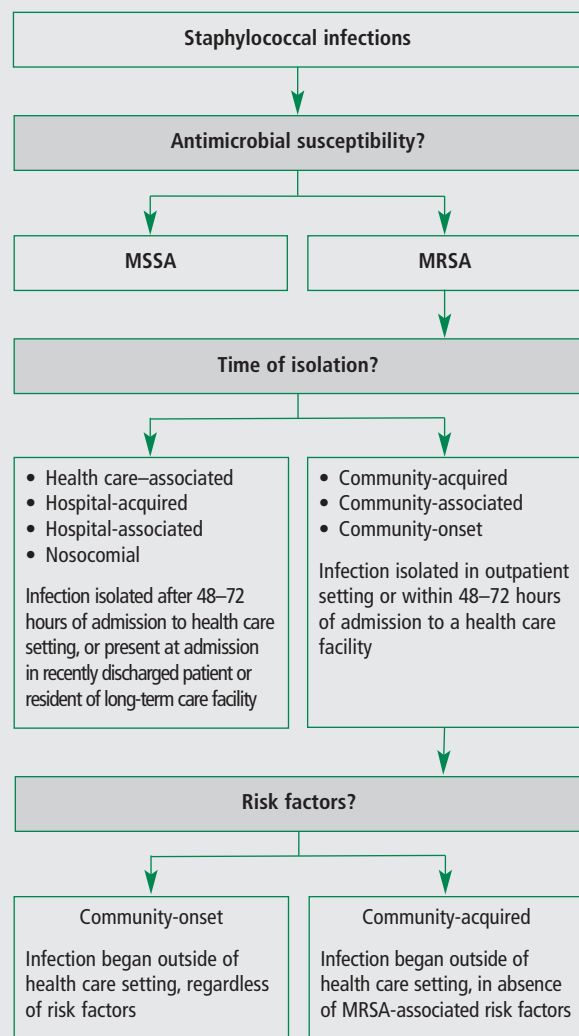 Staphylococcal infections
Antimicrobial susceptibility?
MSSA
MRSA
Time of isolation?
• Health care–associated
• Hospital-acquired
• Hospital-associated
• Nosocomial
Infection isolated after 48–72
hours of admission to health care
setting, or present at admission
in recently discharged patient or
resident of long-term care facility
• Community-acquired
• Community-associated
• Community-onset
Infection isolated in outpatient
setting or within 48–72 hours
of admission to a health care
facility
Risk factors?
Community-onset
Infection began outside of
health care setting, regardless
of risk factors
Community-acquired
Infection began outside of
health care setting, in absence
of MRSA-associated risk factors